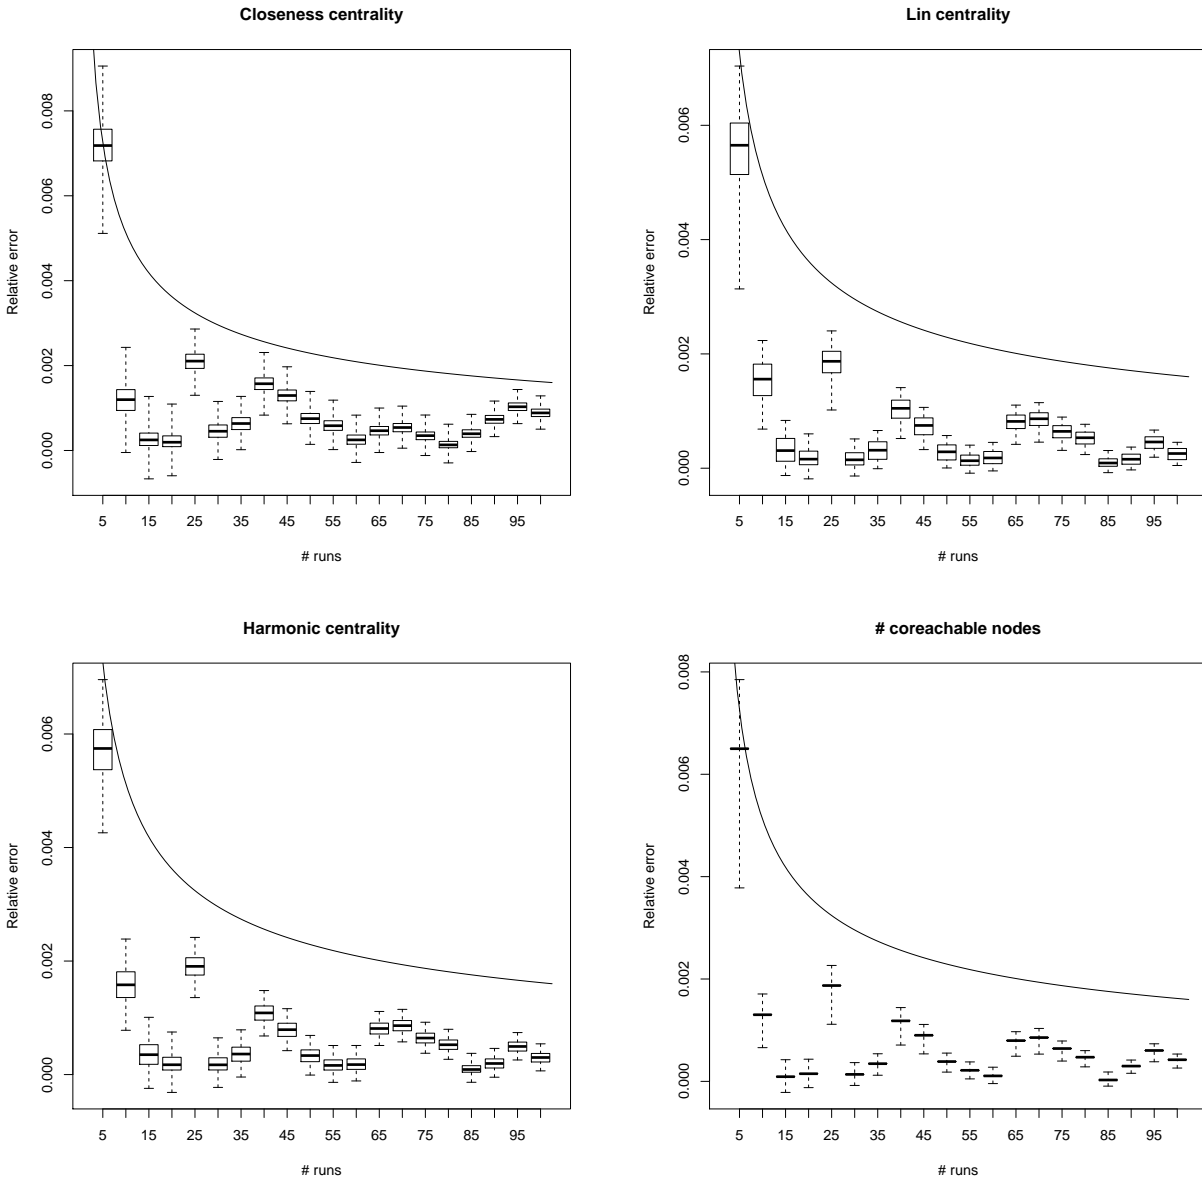 Closeness centrality
Relative error
0.000 0.002 0.004 0.006 0.008
5 15 25 35 45 55 65 75 85 95
# runs
Lin centrality
Relative error
0.000 0.002 0.004 0.006
5 15 25 35 45 55 65 75 85 95
# runs
Harmonic centrality
Relative error
0.000 0.002 0.004 0.006
5 15 25 35 45 55 65 75 85 95
# runs
# coreachable nodes
Relative error
0.000 0.002 0.004 0.006 0.008
5 15 25 35 45 55 65 75 85 95
# runs